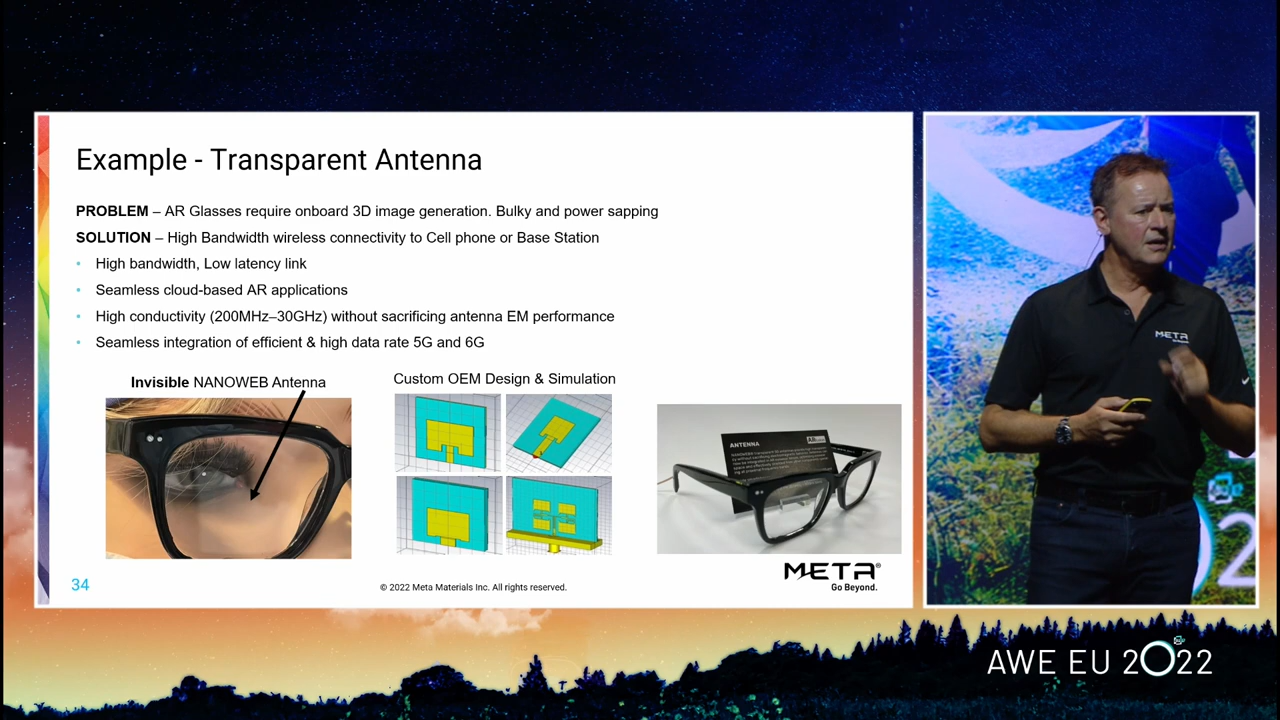 Example - Transparent Antenna
PROBLEM – AR Glasses require onboard 3D image generation. Bulky and power sapping
SOLUTION – High Bandwidth wireless connectivity to Cell phone or Base Station
• High bandwidth, Low latency link
• Seamless cloud-based AR applications
• High conductivity (200MHz–30GHz) without sacrificing antenna EM performance
• Seamless integration of efficient & high data rate 5G and 6G
Invisible NANOWEB Antenna
Custom OEM Design & Simulation
ANTENNA
META®
Go Beyond.
34
© 2022 Meta Materials Inc. All rights reserved.
META
Go Beyond
2
AWE EU 2022